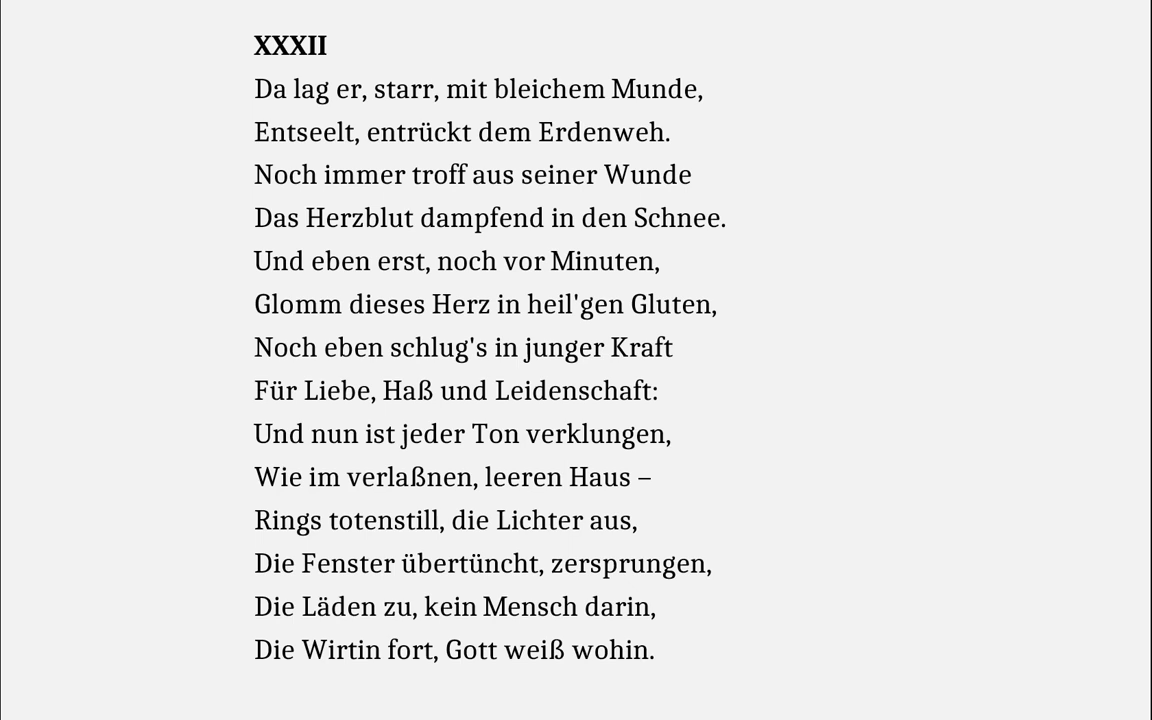 XXXII
Da lag er, starr, mit bleichem Munde,
Entseelt, entrückt dem Erdenweh.
Noch immer troff aus seiner Wunde
Das Herzblut dampfend in den Schnee.
Und eben erst, noch vor Minuten,
Glomm dieses Herz in heil'gen Gluten,
Noch eben schlug's in junger Kraft
Für Liebe, Haß und Leidenschaft:
Und nun ist jeder Ton verklungen,
Wie im verlaßnen, leeren Haus –
Rings totenstill, die Lichter aus,
Die Fenster übertüncht, zersprungen,
Die Läden zu, kein Mensch darin,
Die Wirtin fort, Gott weiß wohin.